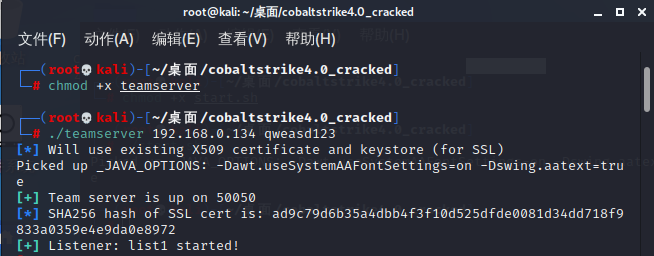 root@kali: ~/桌面/cobaltstrike4.0_cracked
文件(F) 动作(A) 编辑(E) 查看(V) 帮助(H)
(root💀kali)-[~/桌面/cobaltstrike4.0_cracked]
# chmod +x teamserver
(root💀kali)-[~/桌面/cobaltstrike4.0_cracked]
# ./teamserver 192.168.0.134 qweasd123
[*] Will use existing X509 certificate and keystore (for SSL)
Picked up _JAVA_OPTIONS: -Dawt.useSystemAAFontSettings=on -Dswing.aatext=tru
e
[+] Team server is up on 50050
[*] SHA256 hash of SSL cert is: ad9c79d6b35a4dbb4f3f10d525dfde0081d34dd718f9
833a0359e4e9da0e8972
[+] Listener: list1 started!